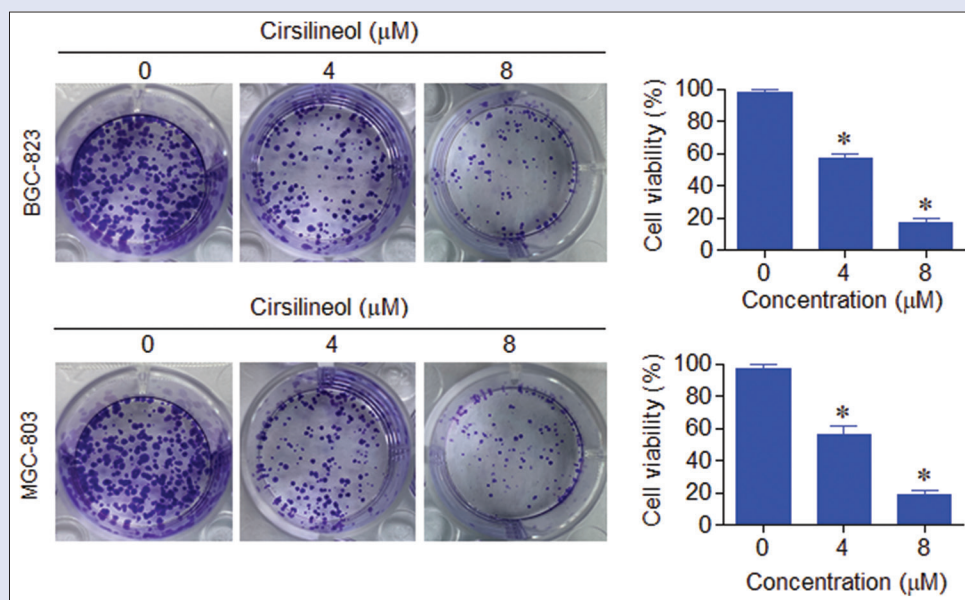 Cirsilineol (μM)
0 4 8
BGC-823
Cell viability (%)
100
80
60
40
20
0
*
*
0 4 8
Concentration (μM)
Cirsilineol (μM)
0 4 8
MGC-803
Cell viability (%)
100
80
60
40
20
0
*
*
0 4 8
Concentration (μM)